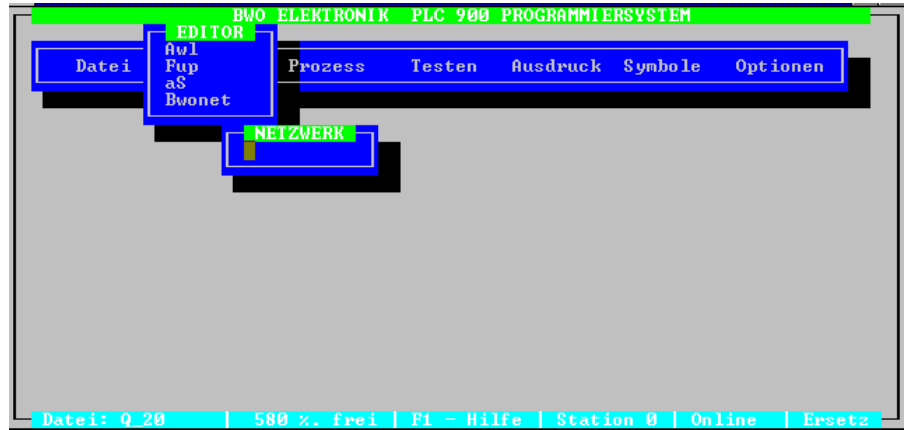 BWO ELEKTRONIK PLC 900 PROGRAMMIERSYSTEM
EDITOR
Awl
Datei Fup Prozess Testen Ausdruck Symbole Optionen
aS
Bwonet
NETZWERK
Datei: Q_20 | 580 %. frei | F1 - Hilfe | Station 0 | Online | Ersetz